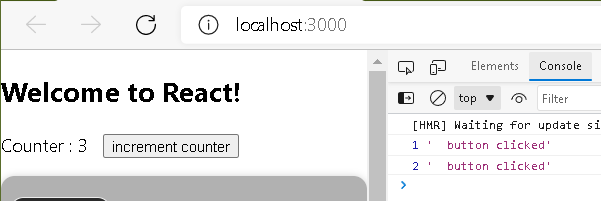 localhost:3000
Welcome to React!
Counter : 3 increment counter
Elements Console
top Filter
[HMR] Waiting for update
1 '  button clicked'
2 '  button clicked'